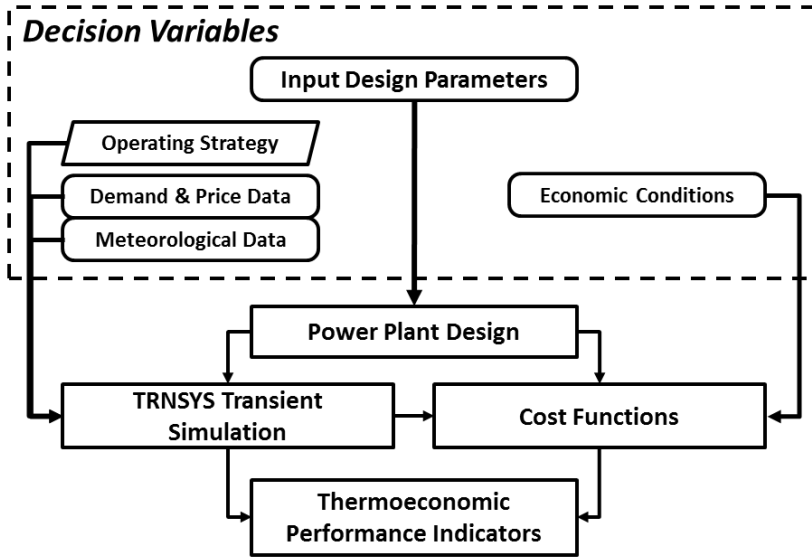 Decision Variables
Input Design Parameters
Operating Strategy
Demand & Price Data
Economic Conditions
Meteorological Data
Power Plant Design
TRNSYS Transient
Simulation
Cost Functions
Thermoeconomic
Performance Indicators